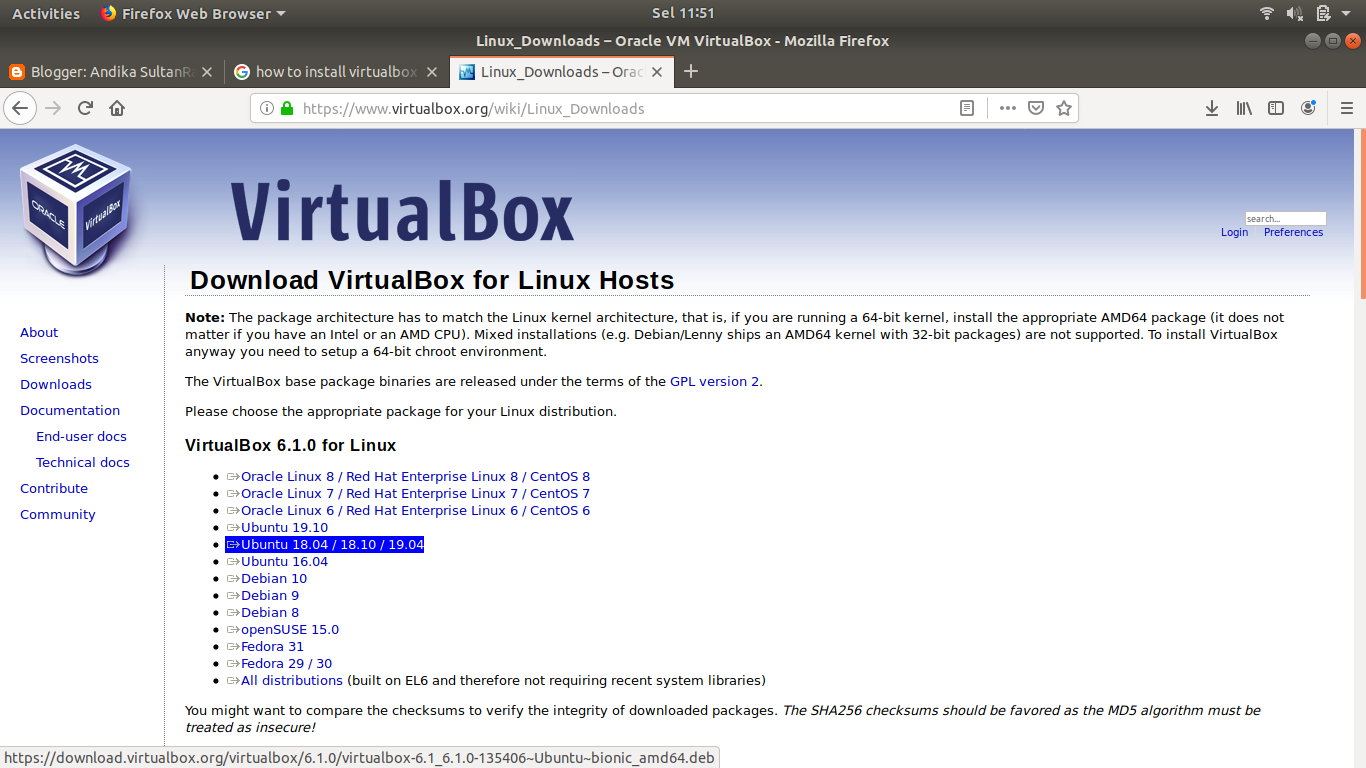 Activities Firefox Web Browser Sel 11:51
Linux_Downloads – Oracle VM VirtualBox - Mozilla Firefox
Blogger: Andika SultanRa how to install virtualbox Linux_Downloads – Orac
https://www.virtualbox.org/wiki/Linux_Downloads
ORACLE VirtualBox
VirtualBox
search...
Login Preferences
About
Screenshots
Downloads
Documentation
End-user docs
Technical docs
Contribute
Community
Download VirtualBox for Linux Hosts
Note: The package architecture has to match the Linux kernel architecture, that is, if you are running a 64-bit kernel, install the appropriate AMD64 package (it does not
matter if you have an Intel or an AMD CPU). Mixed installations (e.g. Debian/Lenny ships an AMD64 kernel with 32-bit packages) are not supported. To install VirtualBox
anyway you need to setup a 64-bit chroot environment.
The VirtualBox base package binaries are released under the terms of the GPL version 2.
Please choose the appropriate package for your Linux distribution.
VirtualBox 6.1.0 for Linux
Oracle Linux 8 / Red Hat Enterprise Linux 8 / CentOS 8
Oracle Linux 7 / Red Hat Enterprise Linux 7 / CentOS 7
Oracle Linux 6 / Red Hat Enterprise Linux 6 / CentOS 6
Ubuntu 19.10
Ubuntu 18.04 / 18.10 / 19.04
Ubuntu 16.04
Debian 10
Debian 9
Debian 8
openSUSE 15.0
Fedora 31
Fedora 29 / 30
All distributions (built on EL6 and therefore not requiring recent system libraries)
You might want to compare the checksums to verify the integrity of downloaded packages. The SHA256 checksums should be favored as the MD5 algorithm must be
treated as insecure!
https://download.virtualbox.org/virtualbox/6.1.0/virtualbox-6.1_6.1.0-135406~Ubuntu~bionic_amd64.deb